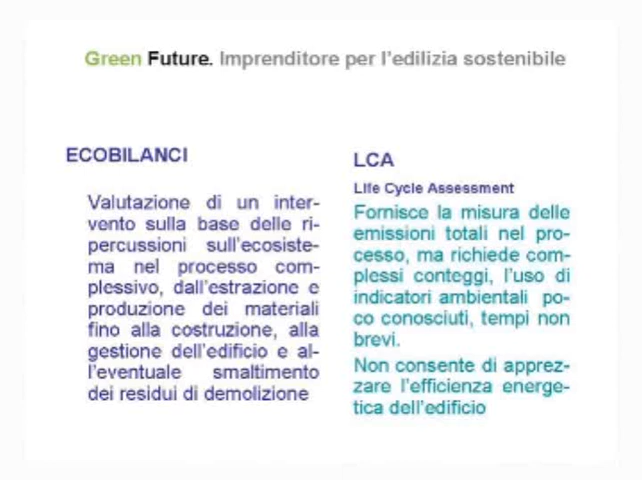 Green Future. Imprenditore per l'edilizia sostenibile
ECOBILANCI
Valutazione di un inter-
vento sulla base delle ri-
percussioni sull'ecosiste-
ma nel processo com-
plessivo, dall'estrazione e
produzione dei materiali
fino alla costruzione, alla
gestione dell'edificio e al-
l'eventuale smaltimento
dei residui di demolizione
LCA
Life Cycle Assessment
Fornisce la misura delle
emissioni totali nel pro-
cesso, ma richiede com-
plessi conteggi, l'uso di
indicatori ambientali po-
co conosciuti, tempi non
brevi.
Non consente di apprez-
zare l'efficienza energe-
tica dell'edificio